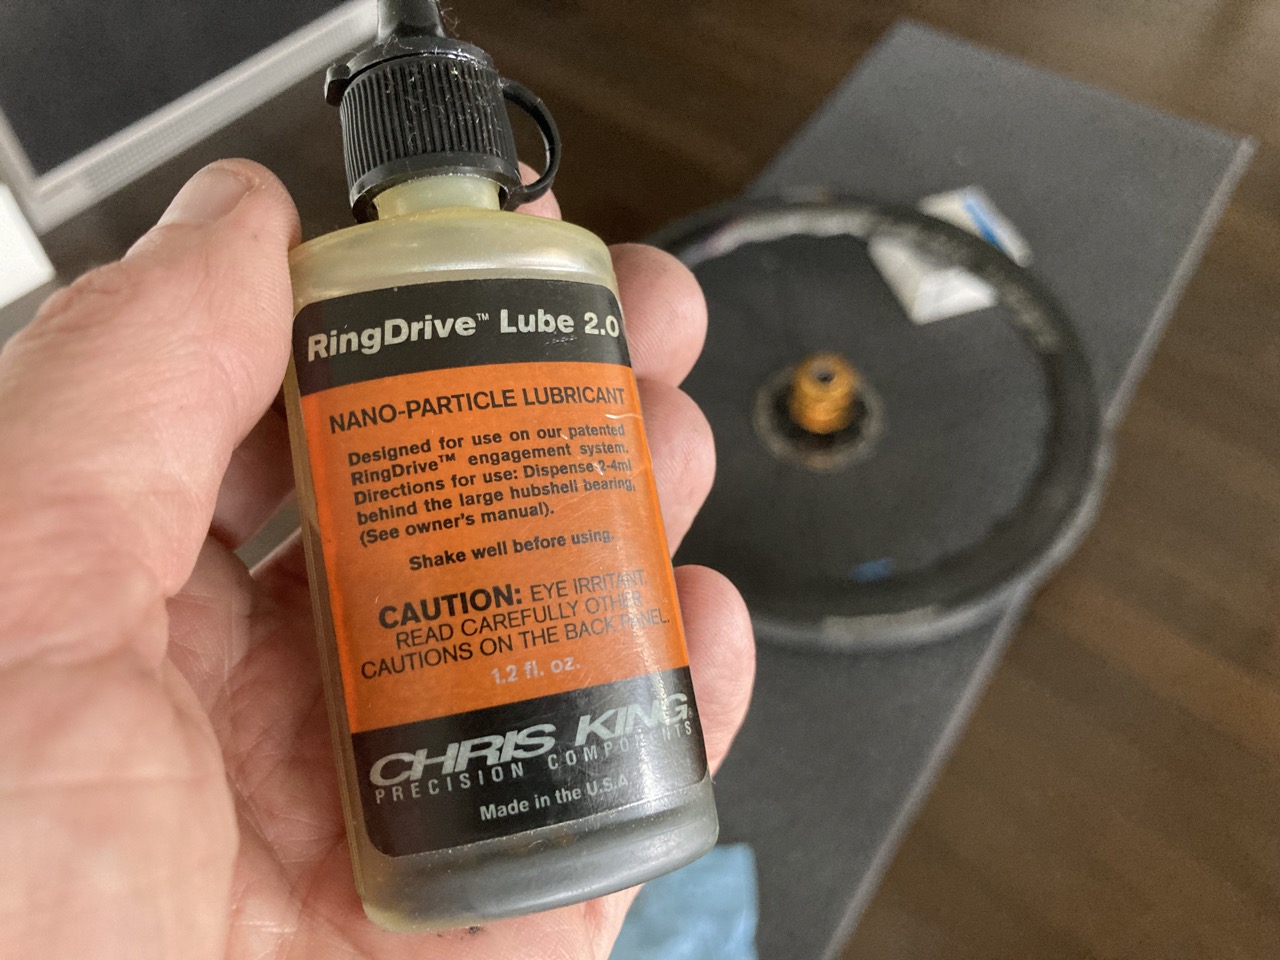 RingDrive™ Lube 2.0
NANO-PARTICLE LUBRICANT
Designed for use on our patented
RingDrive™ engagement system.
Directions for use: Dispense 2-4ml
behind the large hubshell bearing,
(See owner's manual).
Shake well before using.
CAUTION: EYE IRRITANT.
READ CAREFULLY OTHER
CAUTIONS ON THE BACK PANEL.
1.2 fl. oz.
CHRIS KING®
PRECISION COMPONENTS
Made in the U.S.A.